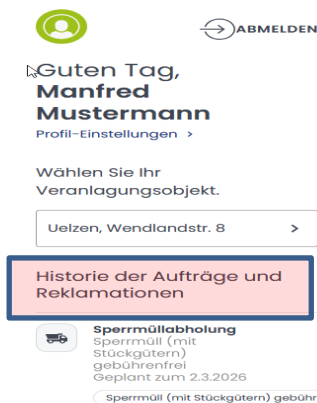 ABMELDEN
Guten Tag,
Manfred
Mustermann
Profil-Einstellungen >
Wählen Sie Ihr
Veranlagungsobjekt.
Uelzen, Wendlandstr. 8 >
Historie der Aufträge und
Reklamationen
Sperrmüllabholung
Sperrmüll (mit
Stückgütern)
gebührenfrei
Geplant zum 2.3.2026
Sperrmüll (mit Stückgütern) gebühr